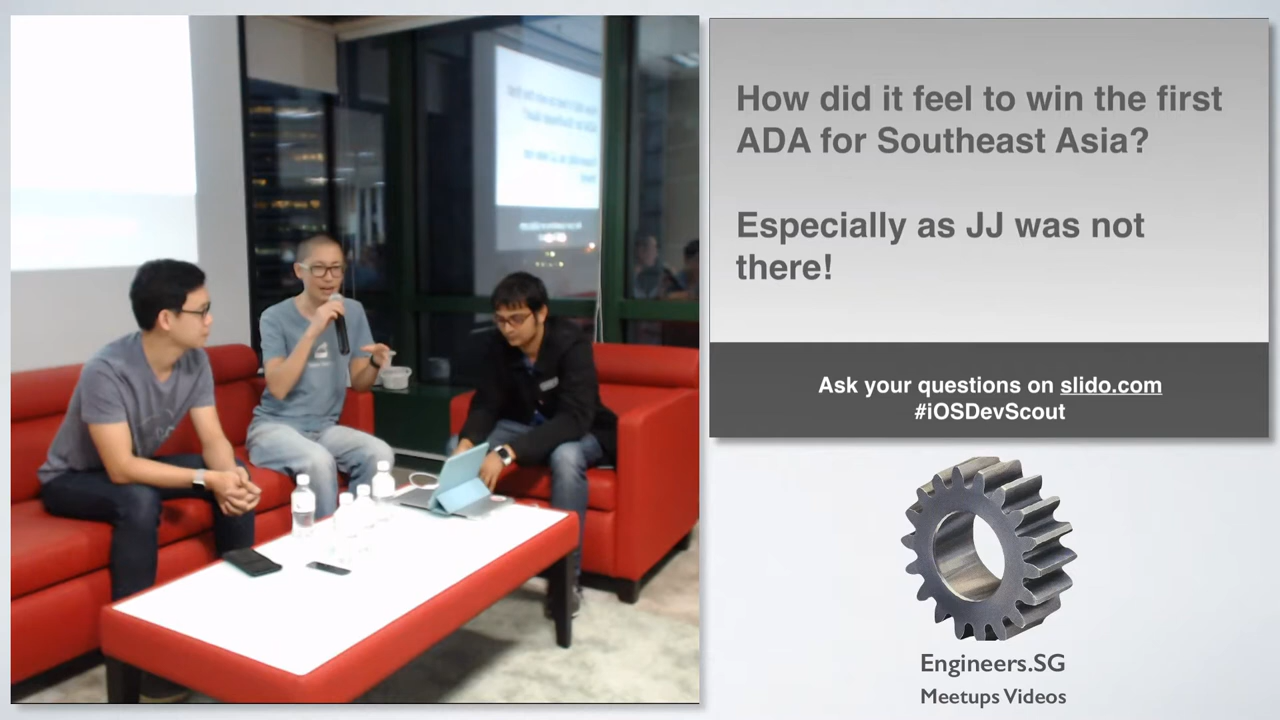 How did it feel to win the first
ADA for Southeast Asia?
Especially as JJ was not
there!
Ask your questions on slido.com
#iOSDevScout
Engineers.SG
Meetups Videos